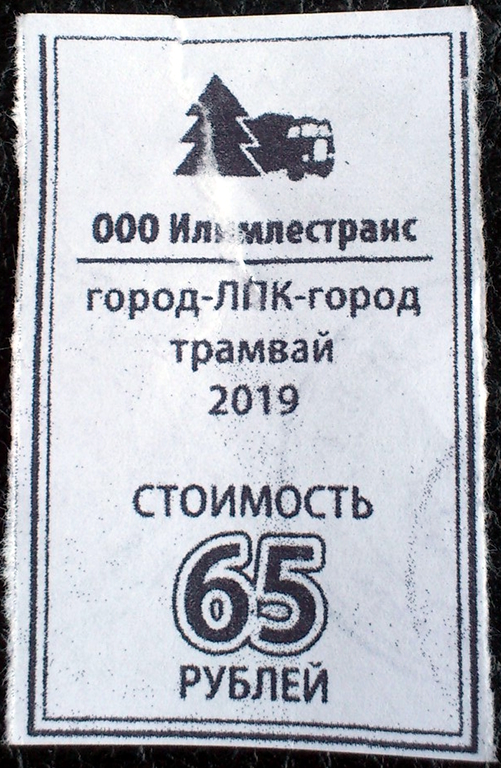 ООО Илимлестранс
город-ЛПК-город
трамвай
2019
СТОИМОСТЬ
65
РУБЛЕЙ